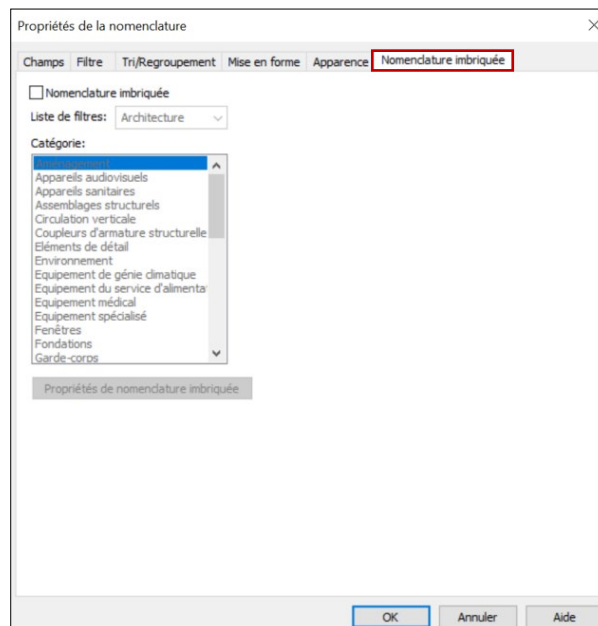 Propriétés de la nomenclature
Champs Filtre Tri/Regroupement Mise en forme Apparence Nomenclature imbriquée
Nomenclature imbriquée
Liste de filtres: Architecture
Catégorie:
Aménagement
Appareils audiovisuels
Appareils sanitaires
Assemblages structurels
Circulation verticale
Coupleurs d'armature structurelle
Eléments de détail
Environnement
Equipement de génie climatique
Equipement du service d'alimenta
Equipement médical
Equipement spécialisé
Fenêtres
Fondations
Garde-corps
Propriétés de nomenclature imbriquée
OK Annuler Aide